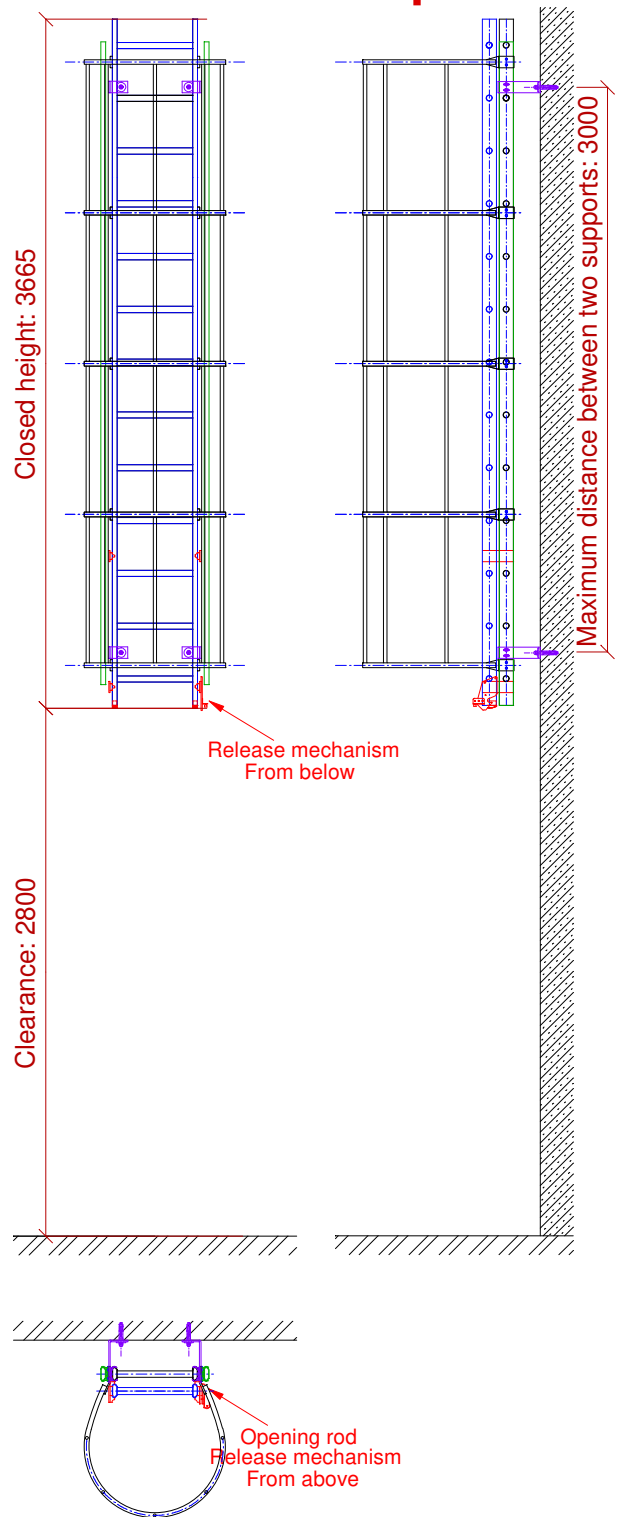 Closed height: 3665
Maximum distance between two supports: 3000
Release mechanism
From below
Clearance: 2800
Opening rod
Release mechanism
From above